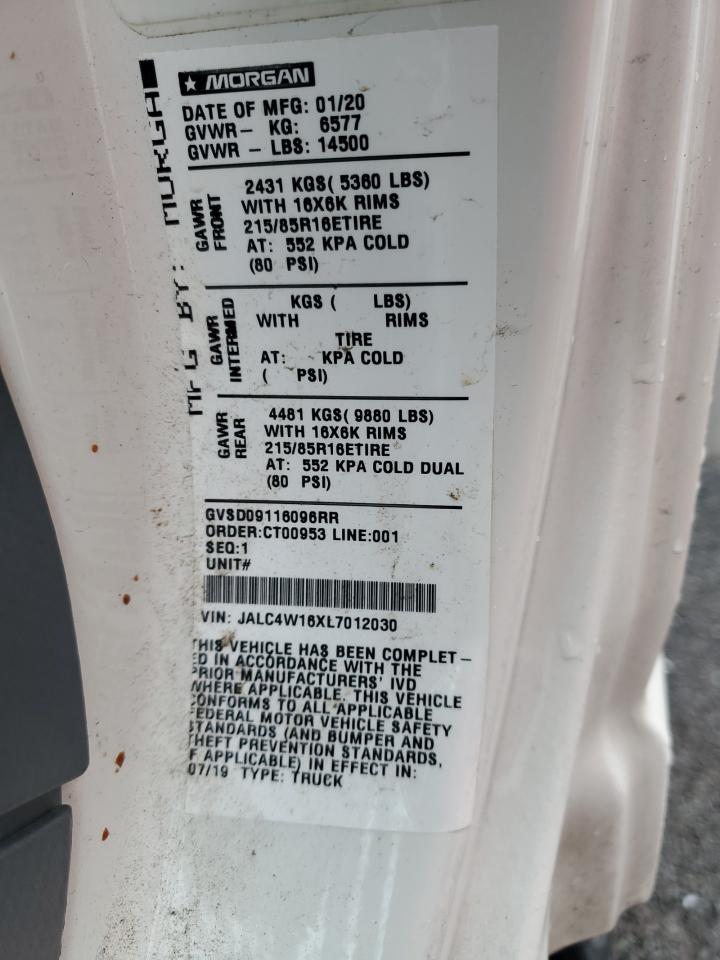 ★ MORGAN
DATE OF MFG: 01/20
GVWR- KG: 6577
GVWR - LBS: 14500
MFG BY: MORGA
GAWR FRONT
2431 KGS( 5360 LBS)
WITH 16X6K RIMS
215/85R16ETIRE
AT: 552 KPA COLD
(80 PSI)
GAWR INTERMED
KGS ( LBS)
WITH RIMS
TIRE
AT: KPA COLD
( PSI)
GAWR REAR
4481 KGS( 9880 LBS)
WITH 16X6K RIMS
215/85R16ETIRE
AT: 552 KPA COLD DUAL
(80 PSI)
GVSD09116096RR
ORDER:CT00953 LINE:001
SEQ:1
UNIT#
VIN: JALC4W16XL7012030
THIS VEHICLE HAS BEEN COMPLET-
ED IN ACCORDANCE WITH THE
PRIOR MANUFACTURERS' IVD
WHERE APPLICABLE. THIS VEHICLE
CONFORMS TO ALL APPLICABLE
FEDERAL MOTOR VEHICLE SAFETY
STANDARDS (AND BUMPER AND
THEFT PREVENTION STANDARDS,
IF APPLICABLE) IN EFFECT IN:
07/19 TYPE: TRUCK